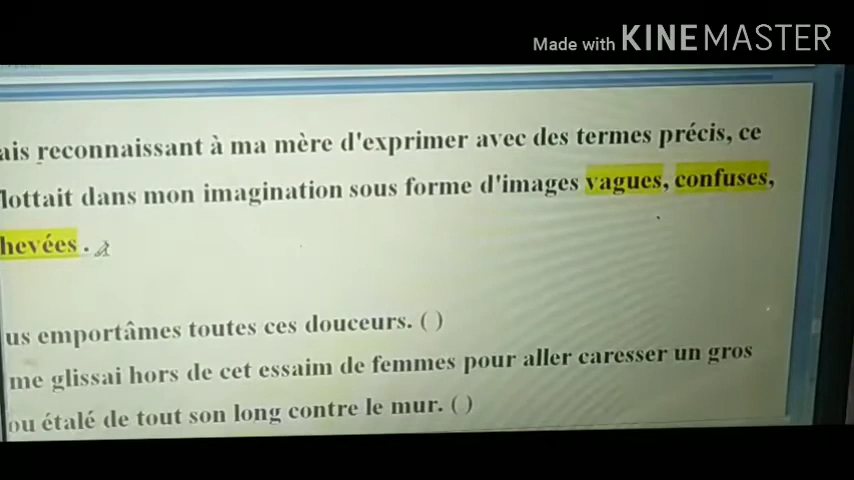 Made with KINEMASTER
ais reconnaissant à ma mère d'exprimer avec des termes précis, ce
lottait dans mon imagination sous forme d'images vagues, confuses,
hevées .
us emportâmes toutes ces douceurs. ( )
me glissai hors de cet essaim de femmes pour aller caresser un gros
ou étalé de tout son long contre le mur. ( )